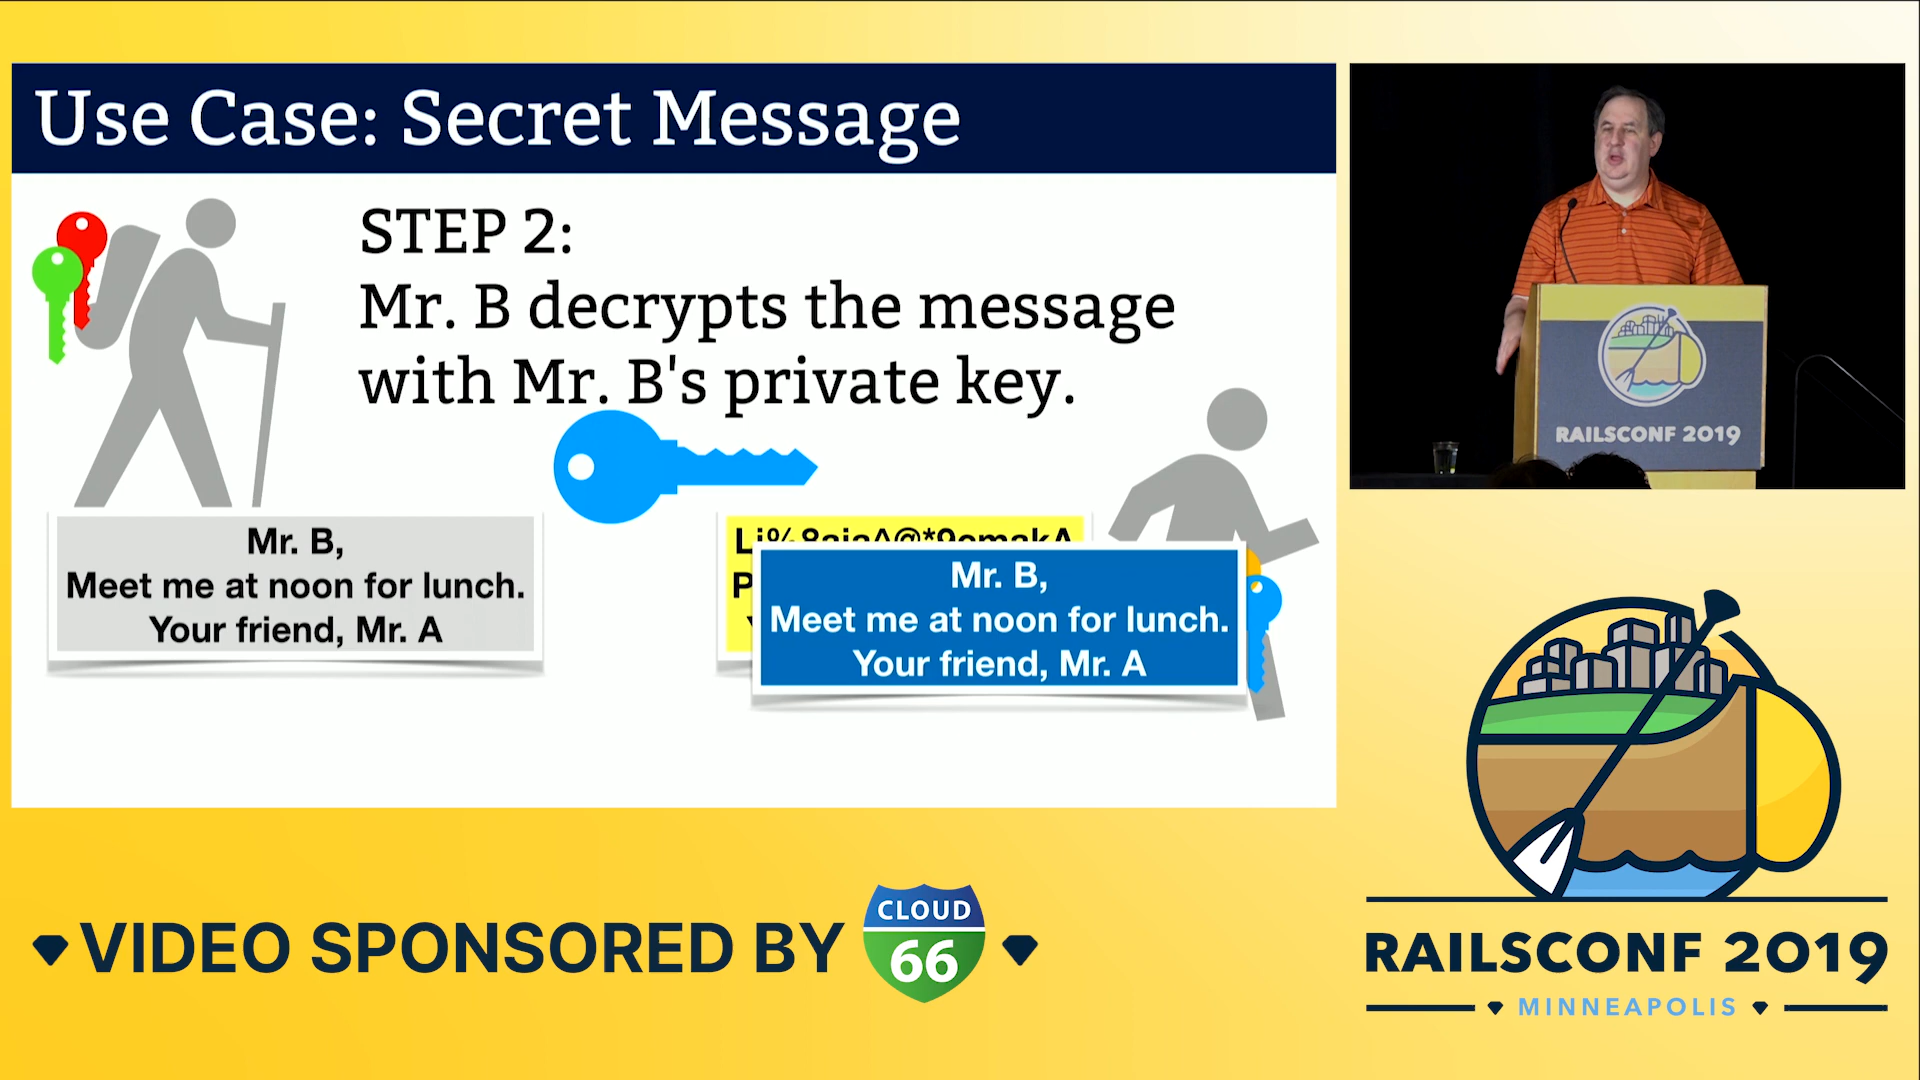 Use Case: Secret Message
STEP 2:
Mr. B decrypts the message
with Mr. B's private key.
Mr. B,
Meet me at noon for lunch.
Your friend, Mr. A
Mr. B,
Meet me at noon for lunch.
Your friend, Mr. A
RAILSCONF 2019
VIDEO SPONSORED BY
CLOUD
66
RAILSCONF 2019
MINNEAPOLIS